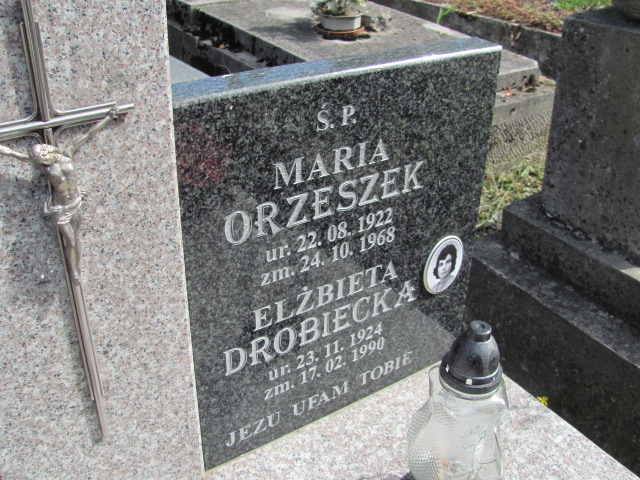 Ś. P.
MARIA
ORZESZEK
ur. 22. 08. 1922
zm. 24. 10. 1968
ELŻBIETA
DROBIECKA
ur. 23. 11. 1924
zm. 17. 02. 1990
JEZU UFAM TOBIE